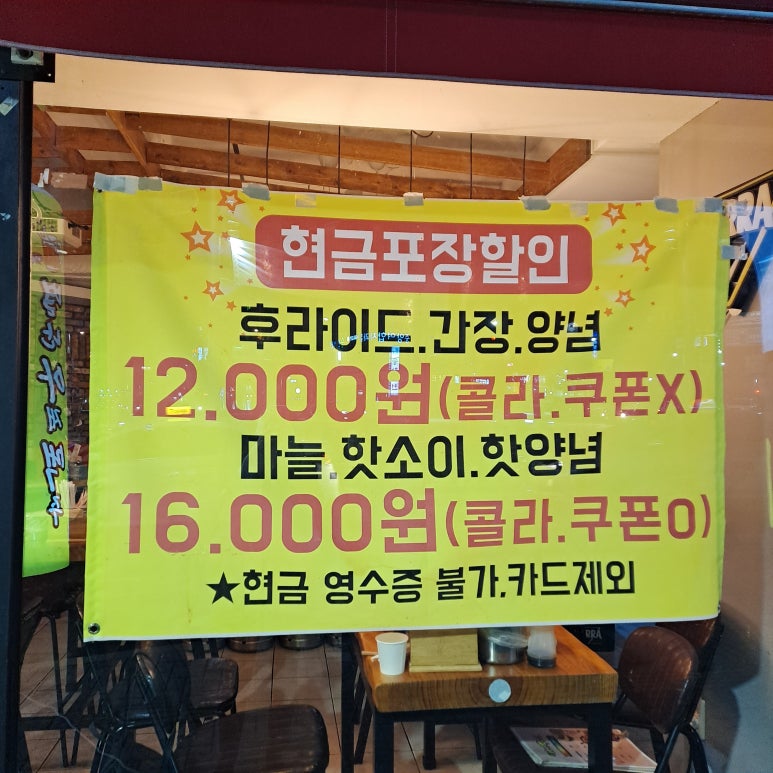 현금포장할인
후라이드.간장.양념
12.000원(콜라.쿠폰X)
마늘.핫소이.핫양념
16.000원(콜라.쿠폰O)
★현금 영수증 불가.카드제외